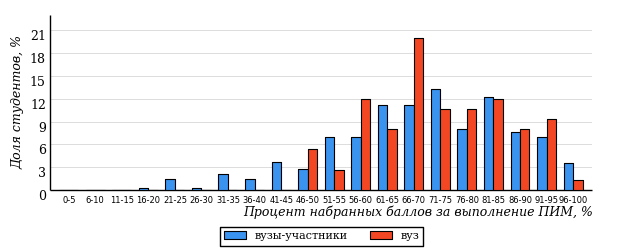 Доля студентов, %
21
18
15
12
9
6
3
0
0-5 6-10 11-15 16-20 21-25 26-30 31-35 36-40 41-45 46-50 51-55 56-60 61-65 66-70 71-75 76-80 81-85 86-90 91-95 96-100
Процент набранных баллов за выполнение ПИМ, %
вузы-участники вуз